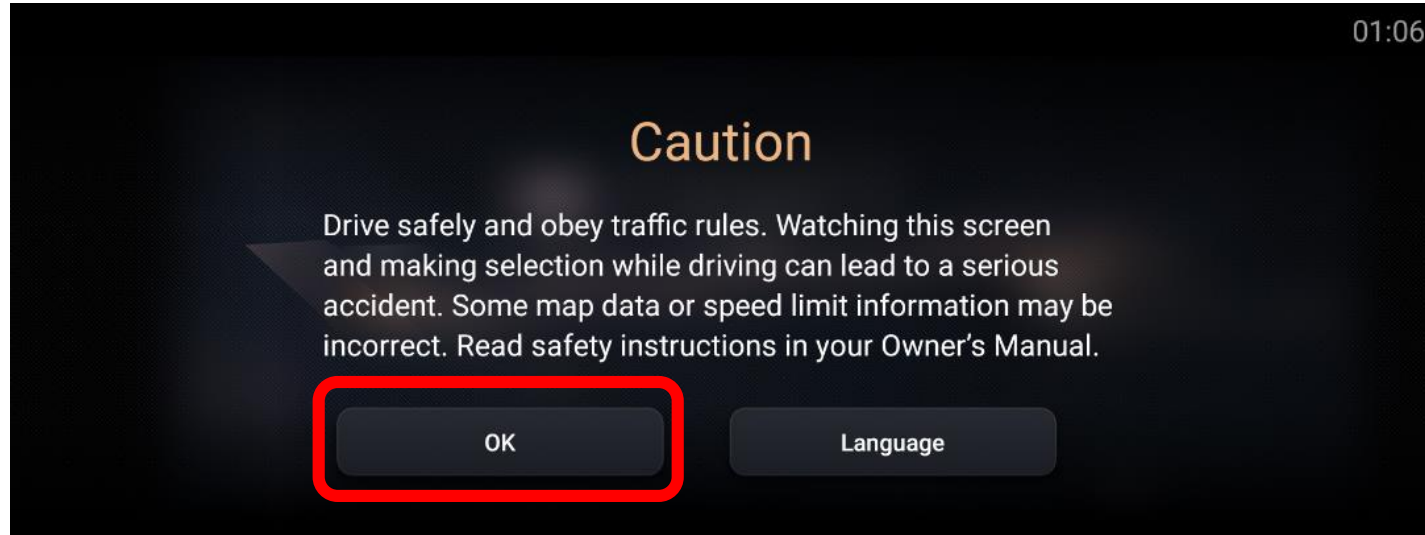 01:06
Caution
Drive safely and obey traffic rules. Watching this screen
and making selection while driving can lead to a serious
accident. Some map data or speed limit information may be
incorrect. Read safety instructions in your Owner’s Manual.
OK
Language